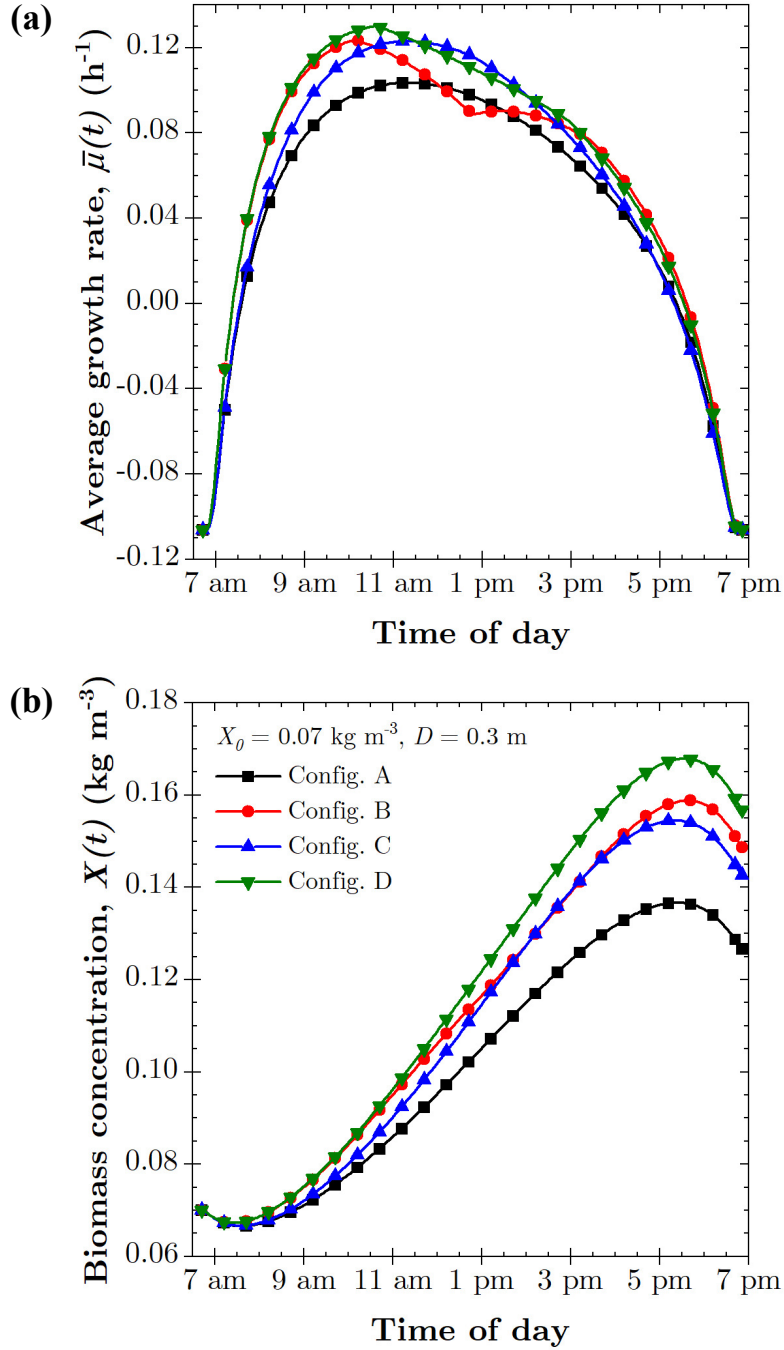 (a)
Average growth rate, μ̄(t) (h⁻¹)
0.12
0.08
0.04
0.00
-0.04
-0.08
-0.12
7 am 9 am 11 am 1 pm 3 pm 5 pm 7 pm
Time of day
(b)
Biomass concentration, X(t) (kg m⁻³)
0.18
0.16
0.14
0.12
0.10
0.08
0.06
X₀ = 0.07 kg m⁻³, D = 0.3 m
Config. A
Config. B
Config. C
Config. D
7 am 9 am 11 am 1 pm 3 pm 5 pm 7 pm
Time of day